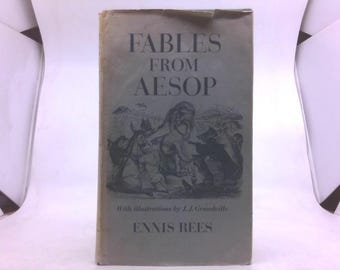 FABLES
FROM
AESOP
With illustrations by J. J. Grandville
ENNIS REES